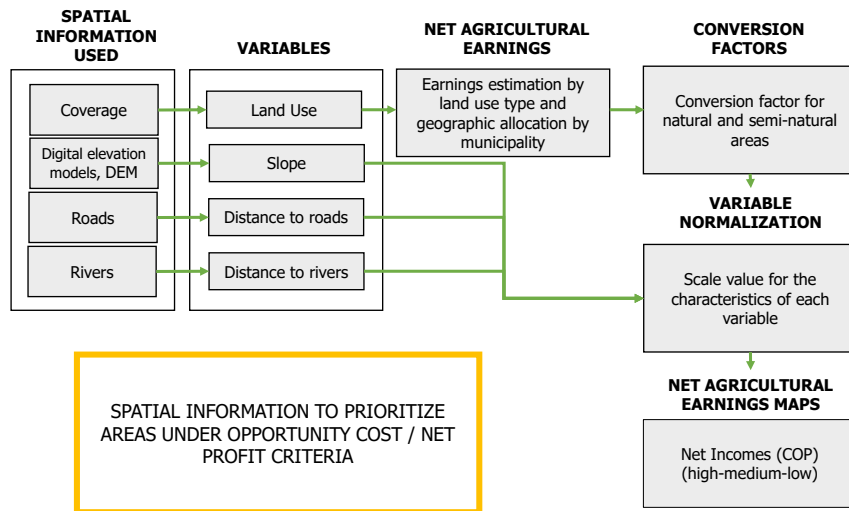 SPATIAL
INFORMATION
USED
VARIABLES
NET AGRICULTURAL
EARNINGS
CONVERSION
FACTORS
Coverage
Land Use
Earnings estimation by
land use type and
geographic allocation by
municipality
Conversion factor for
natural and semi-natural
areas
Digital elevation
models, DEM
Slope
Roads
Distance to roads
Rivers
Distance to rivers
VARIABLE
NORMALIZATION
Scale value for the
characteristics of each
variable
NET AGRICULTURAL
EARNINGS MAPS
Net Incomes (COP)
(high-medium-low)
SPATIAL INFORMATION TO PRIORITIZE
AREAS UNDER OPPORTUNITY COST / NET
PROFIT CRITERIA